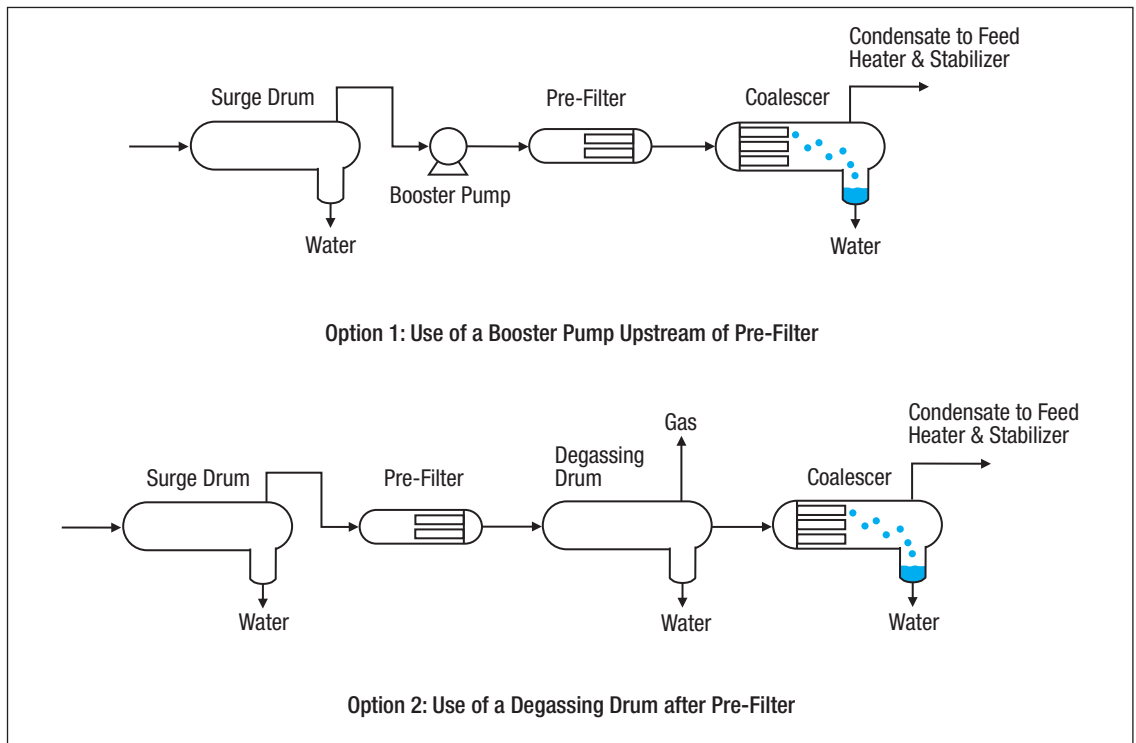 Condensate to Feed
Heater & Stabilizer
Surge Drum
Pre-Filter
Coalescer
Booster Pump
Water
Water
Option 1: Use of a Booster Pump Upstream of Pre-Filter
Condensate to Feed
Heater & Stabilizer
Gas
Degassing
Drum
Surge Drum
Pre-Filter
Coalescer
Water
Water
Water
Option 2: Use of a Degassing Drum after Pre-Filter